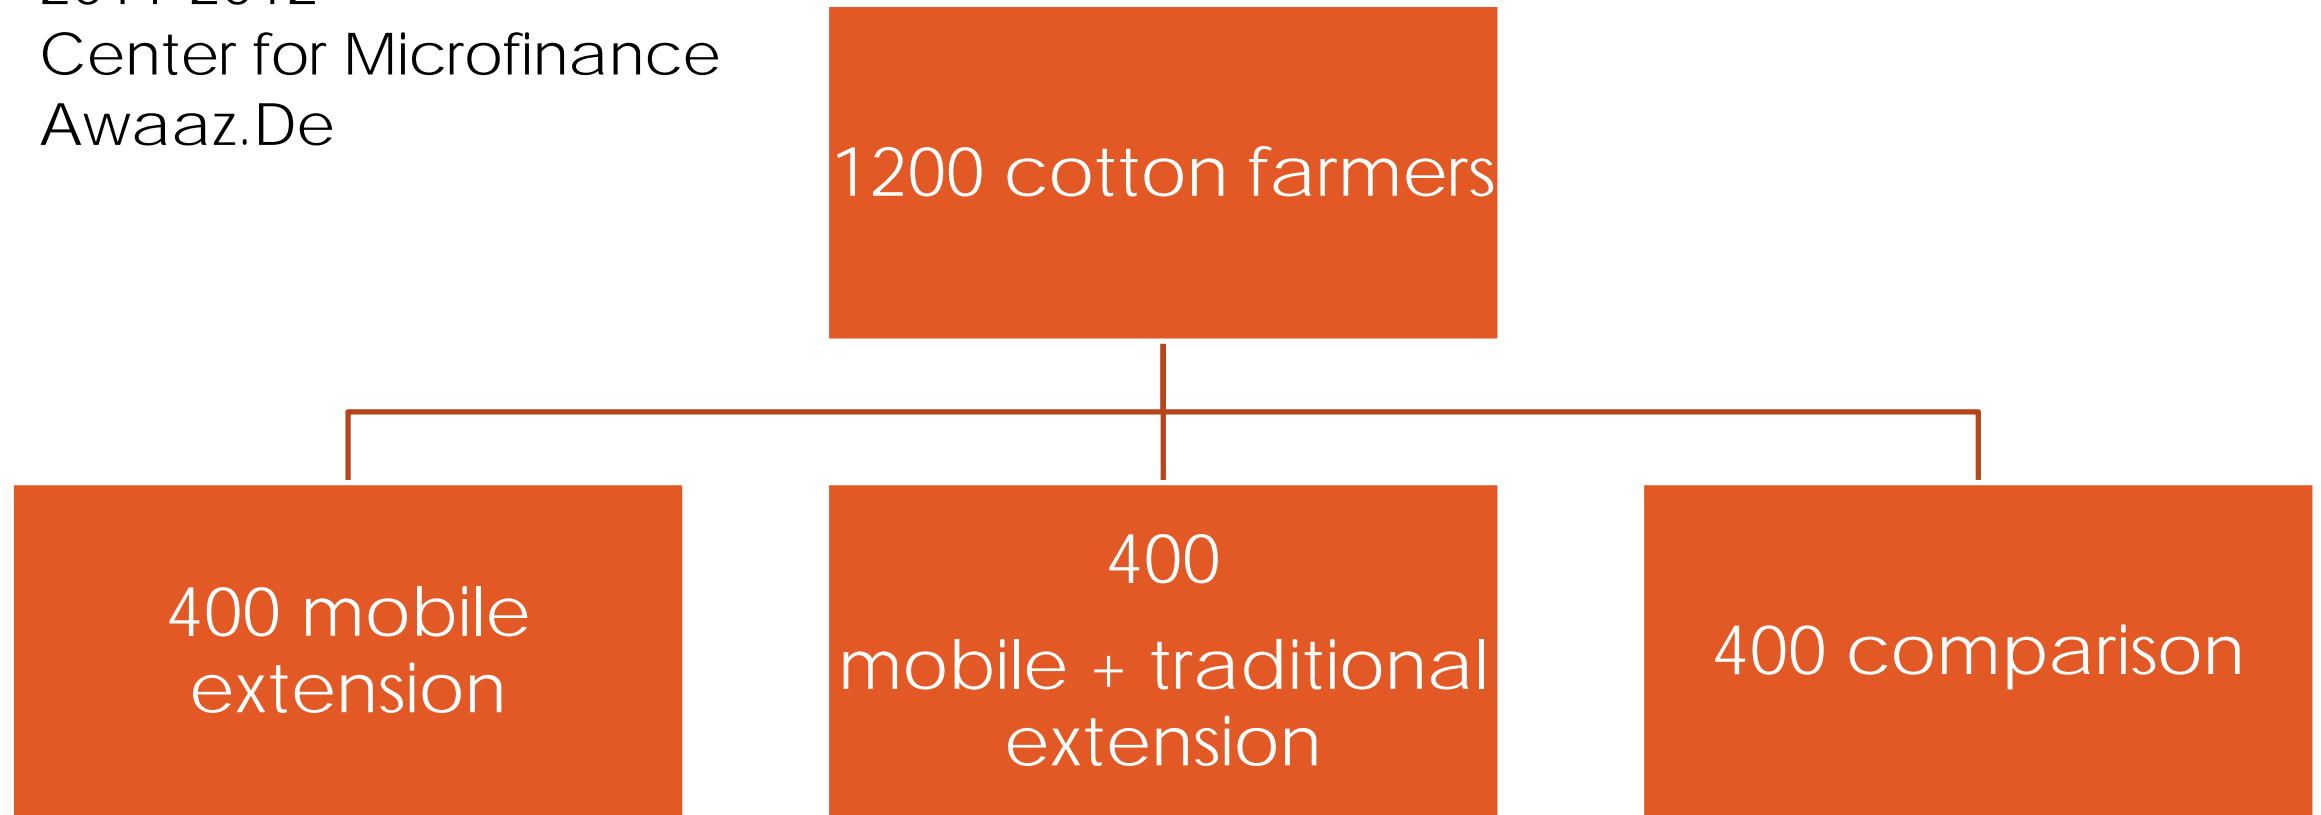 Center for Microfinance
Awaaz.De
1200 cotton farmers
400 mobile
extension
400
mobile + traditional
extension
400 comparison